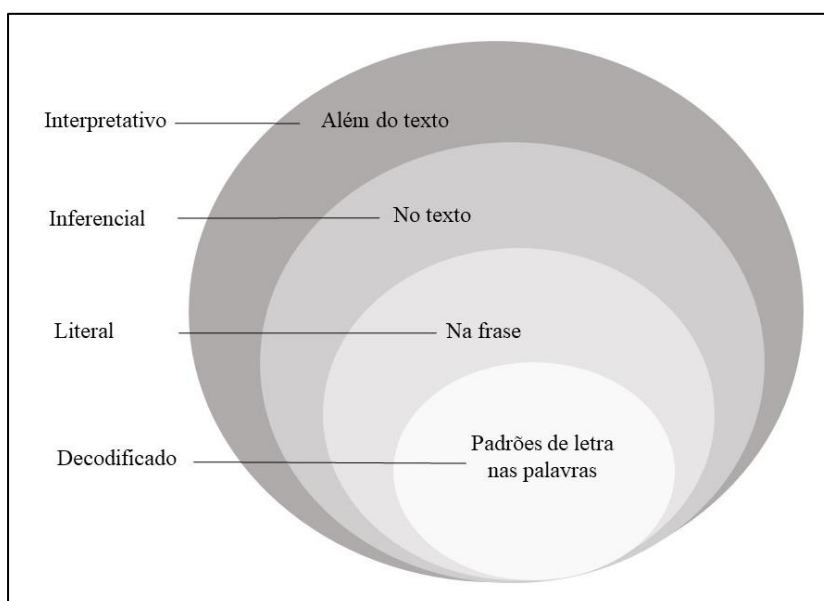 Interpretativo
Além do texto
Inferencial
No texto
Literal
Na frase
Decodificado
Padrões de letra
nas palavras